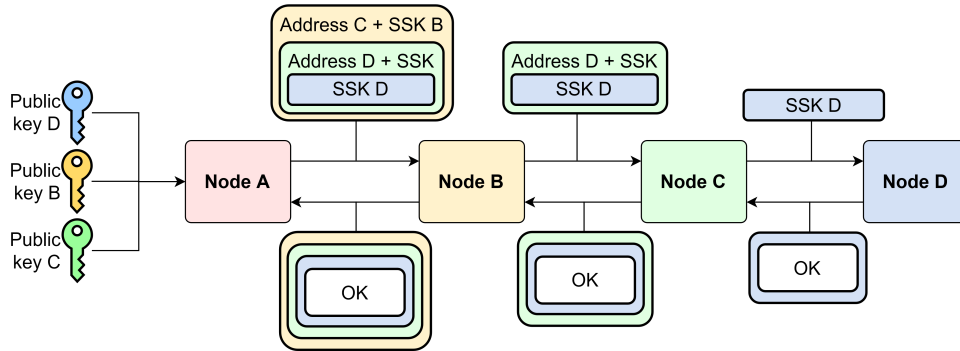 Address C + SSK B
Address D + SSK
SSK D
Address D + SSK
SSK D
SSK D
Public
key D
Public
key B
Public
key C
Node A
Node B
Node C
Node D
OK
OK
OK